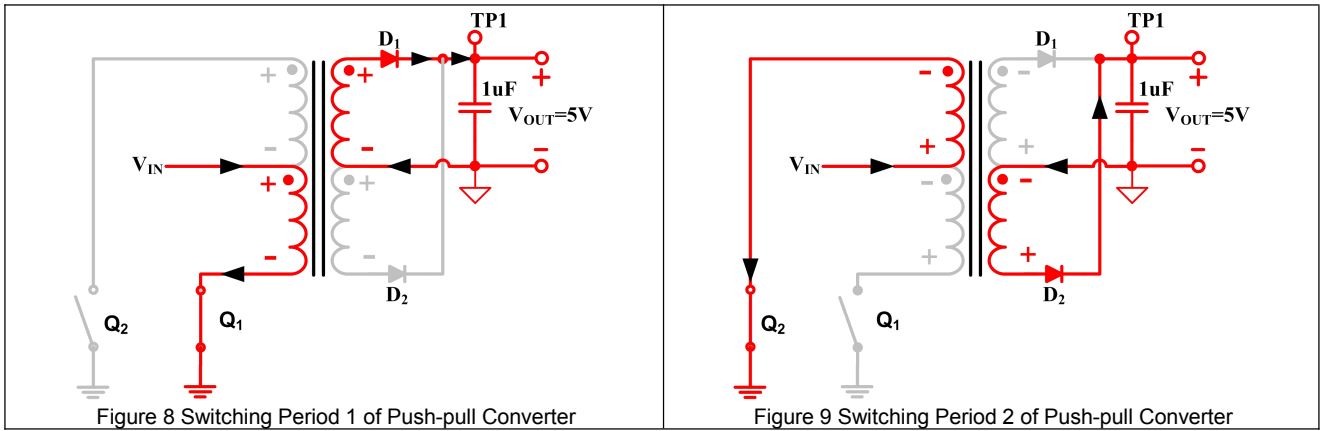 TP1
D1
+
+
+
1uF
-
VOUT=5V
VIN
-
-
+
+
-
-
D2
Q2
Q1
Figure 8 Switching Period 1 of Push-pull Converter
TP1
D1
-
-
+
1uF
VOUT=5V
+
+
-
VIN
-
-
+
+
D2
Q2
Q1
Figure 9 Switching Period 2 of Push-pull Converter